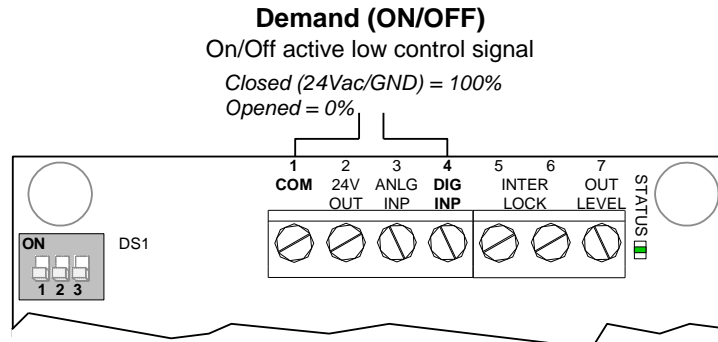 Demand (ON/OFF)
On/Off active low control signal
Closed (24Vac/GND) = 100%
Opened = 0%
1 2 3 4 5 6 7
COM 24V ANLG DIG INTER OUT
OUT INP INP LOCK LEVEL
STATUS
ON
DS1
1 2 3